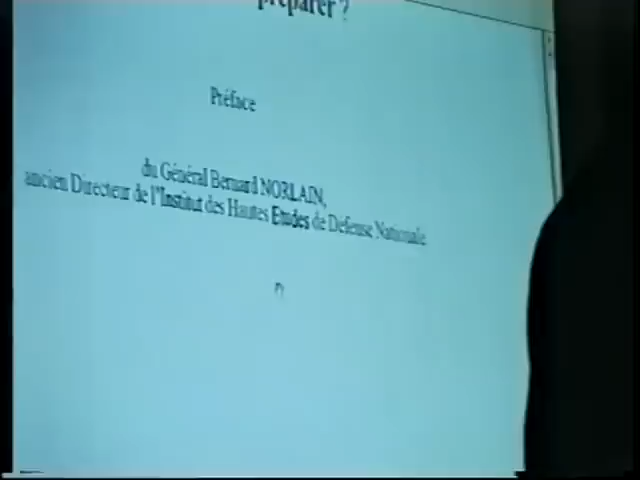 préparer ?
Préface
du Général Bernard NORLAIN,
ancien Directeur de l'Institut des Hautes Etudes de Défense Nationale